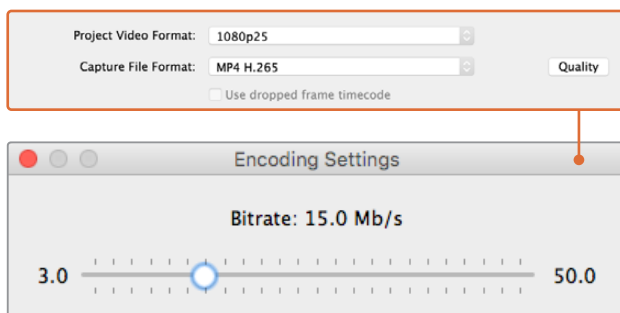 Project Video Format: 1080p25
Capture File Format: MP4 H.265 Quality
Use dropped frame timecode
Encoding Settings
Bitrate: 15.0 Mb/s
3.0 50.0